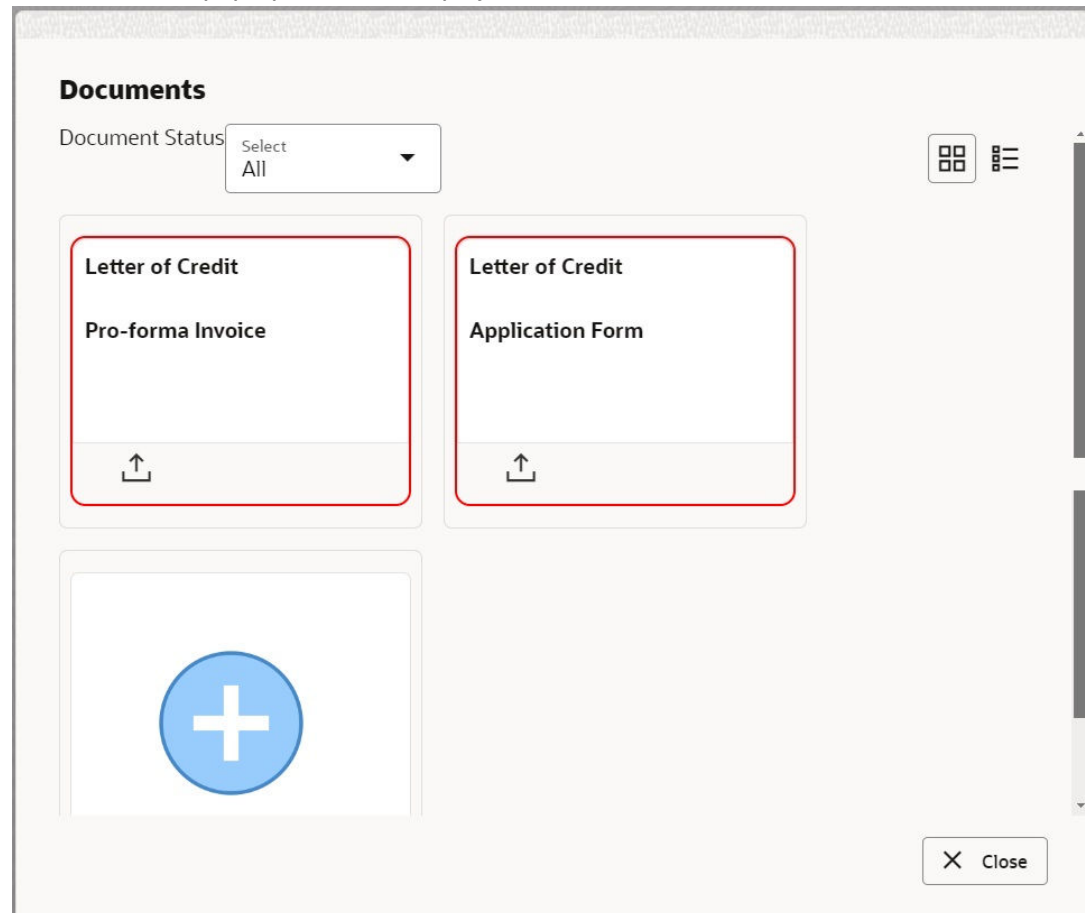 Documents
Document Status
Select
All
Letter of Credit
Pro-forma Invoice
Letter of Credit
Application Form
Close